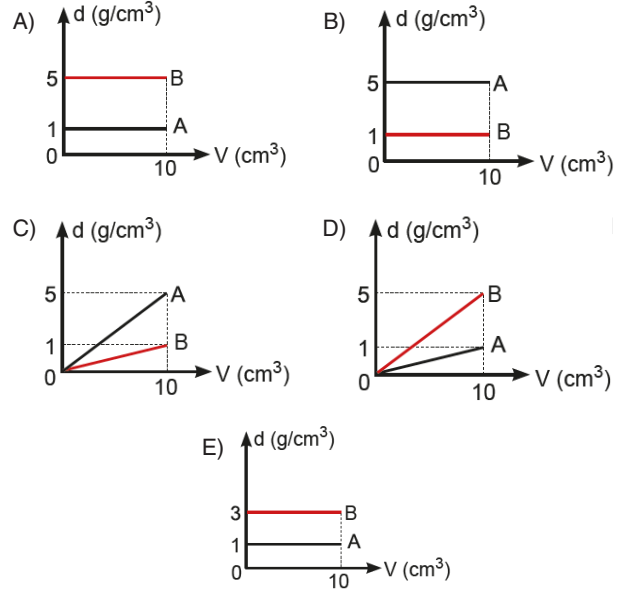 A) d (g/cm³)
5 B
1 A
0 10 V (cm³)
B) d (g/cm³)
5 A
1 B
0 10 V (cm³)
C) d (g/cm³)
5 A
1 B
0 10 V (cm³)
D) d (g/cm³)
5 B
1 A
0 10 V (cm³)
E) d (g/cm³)
3 B
1 A
0 10 V (cm³)